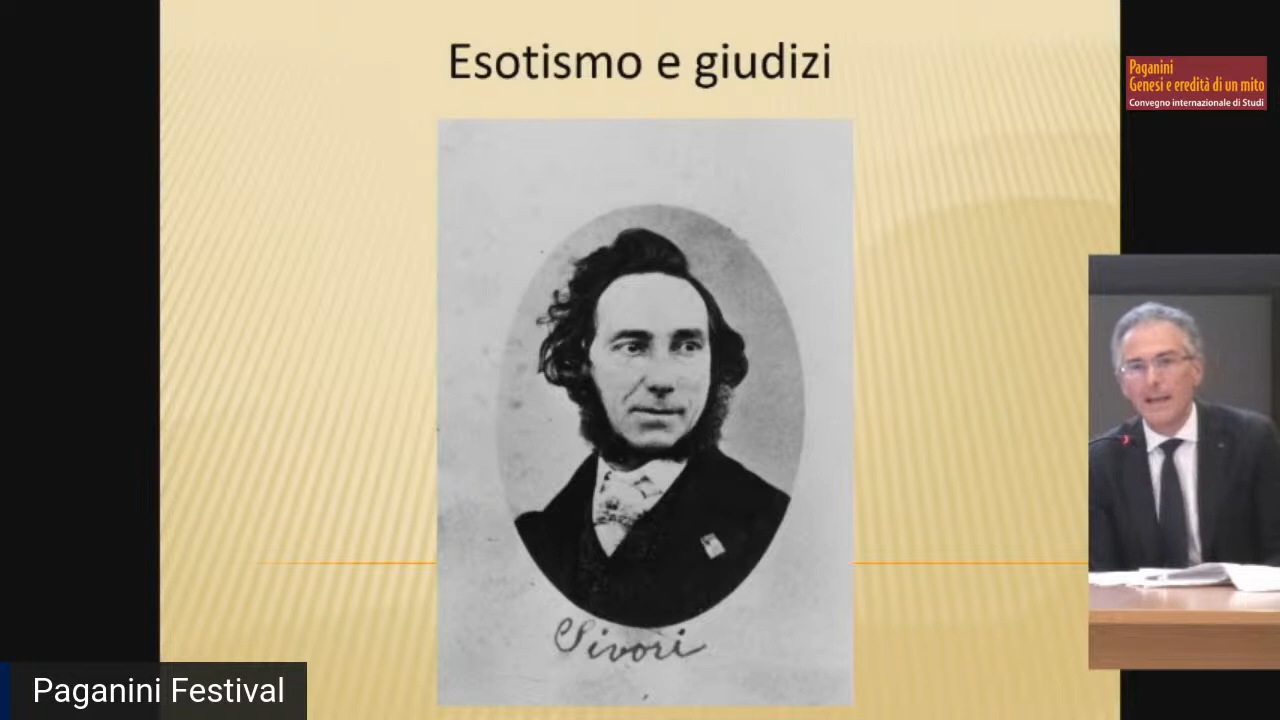 Esotismo e giudizi
Paganini
Genesi e eredità di un mito
Convegno internazionale di Studi
Sivori
Paganini Festival